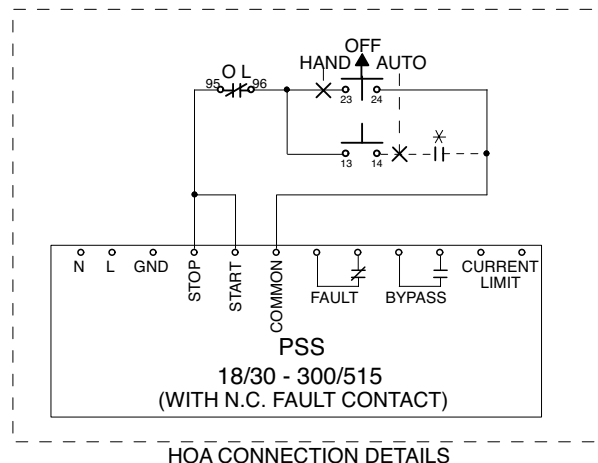 OFF
HAND AUTO
O L
95 96
23 24
13 14
N L GND STOP START COMMON FAULT BYPASS CURRENT LIMIT
PSS
18/30 - 300/515
(WITH N.C. FAULT CONTACT)
HOA CONNECTION DETAILS